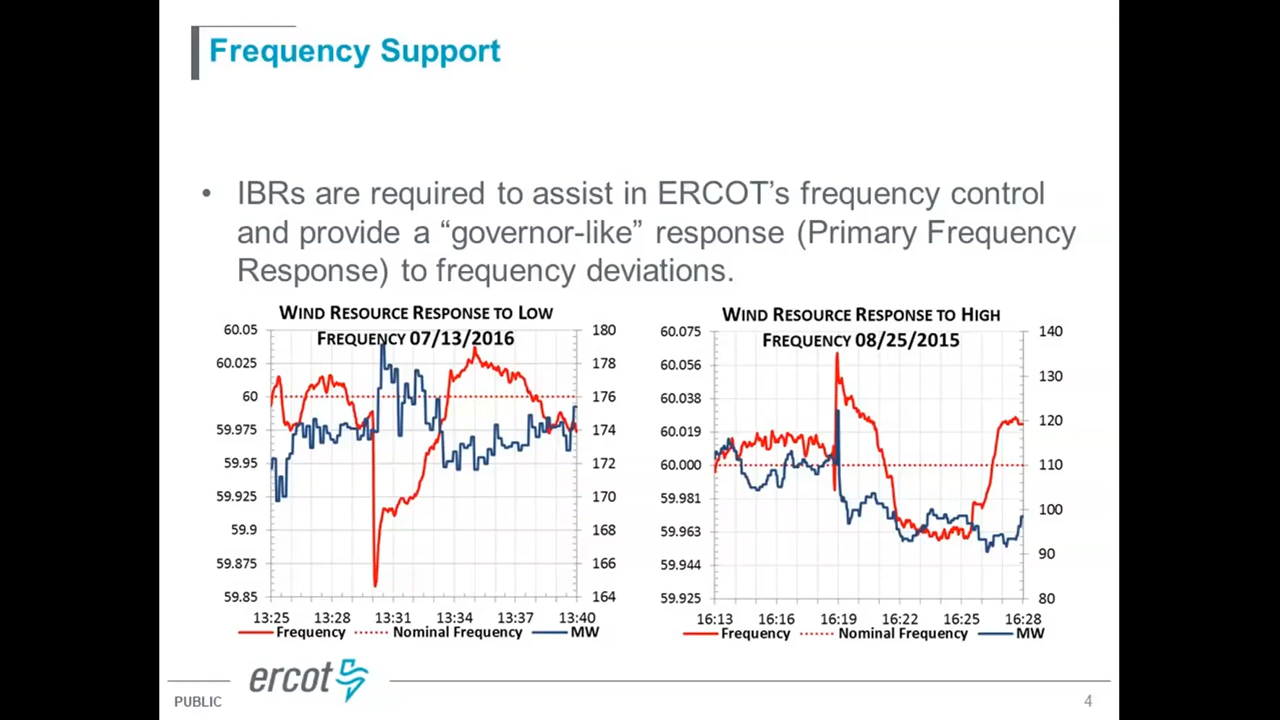 Frequency Support
• IBRs are required to assist in ERCOT’s frequency control
and provide a “governor-like” response (Primary Frequency
Response) to frequency deviations.
WIND RESOURCE RESPONSE TO LOW
FREQUENCY 07/13/2016
60.05
60.025
60
59.975
59.95
59.925
59.9
59.875
59.85
180
178
176
174
172
170
168
166
164
13:25 13:28 13:31 13:34 13:37 13:40
Frequency Nominal Frequency MW
WIND RESOURCE RESPONSE TO HIGH
FREQUENCY 08/25/2015
60.075
60.056
60.038
60.019
60.000
59.981
59.963
59.944
59.925
140
130
120
110
100
90
80
16:13 16:16 16:19 16:22 16:25 16:28
Frequency Nominal Frequency MW
ercot
PUBLIC
4